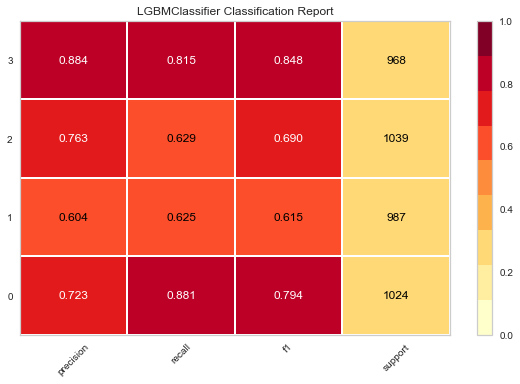 LGBMClassifier Classification Report
3 0.884 0.815 0.848 968
2 0.763 0.629 0.690 1039
1 0.604 0.625 0.615 987
0 0.723 0.881 0.794 1024
precision recall f1 support
1.0
0.8
0.6
0.4
0.2
0.0